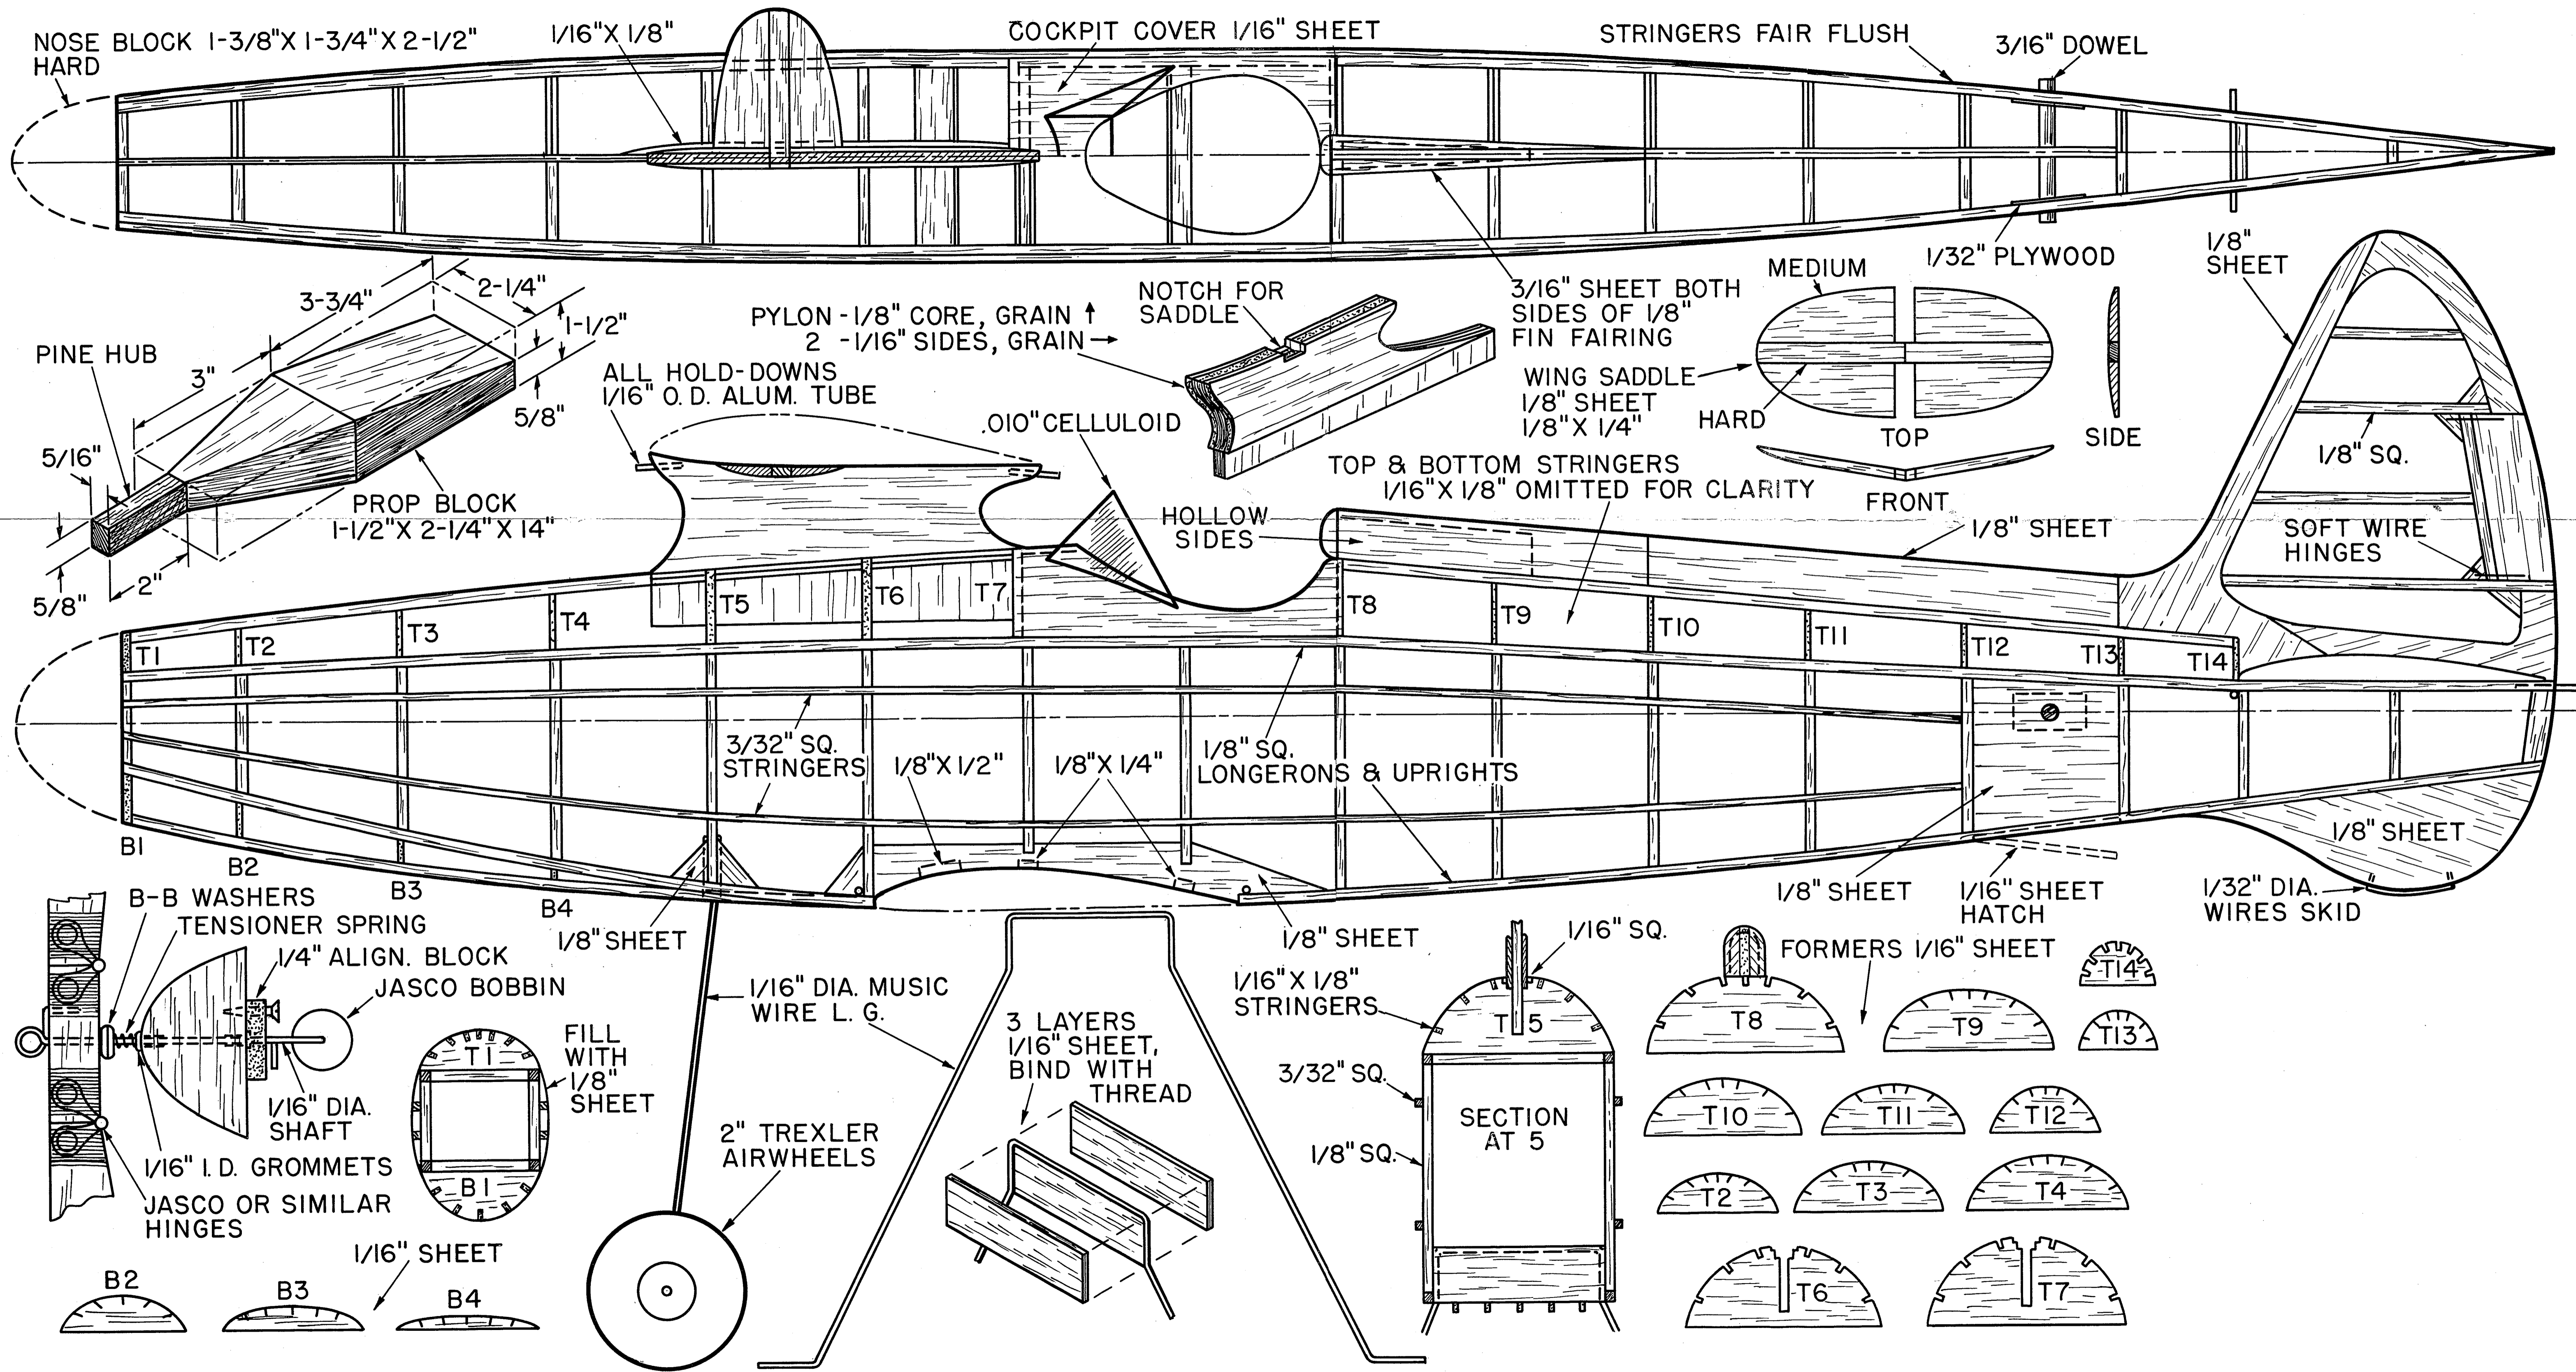 NOSE BLOCK 1-3/8" X 1-3/4" X 2-1/2"
HARD
1/16" X 1/8"
COCKPIT COVER 1/16" SHEET
STRINGERS FAIR FLUSH
3/16" DOWEL
1/32" PLYWOOD
1/8"
SHEET
3-3/4"
2-1/4"
1-1/2"
PINE HUB
3"
5/8"
5/16"
PROP BLOCK
1-1/2" X 2-1/4" X 14"
5/8"
2"
PYLON - 1/8" CORE, GRAIN ↑
2 - 1/16" SIDES, GRAIN →
NOTCH FOR
SADDLE
3/16" SHEET BOTH
SIDES OF 1/8"
FIN FAIRING
MEDIUM
WING SADDLE
1/8" SHEET
1/8" X 1/4"
HARD
TOP
SIDE
FRONT
ALL HOLD-DOWNS
1/16" O.D. ALUM. TUBE
.010" CELLULOID
TOP & BOTTOM STRINGERS
1/16" X 1/8" OMITTED FOR CLARITY
HOLLOW
SIDES
1/8" SHEET
1/8" SQ.
SOFT WIRE
HINGES
T1
T2
T3
T4
T5
T6
T7
T8
T9
T10
T11
T12
T13
T14
3/32" SQ.
STRINGERS
1/8" X 1/2"
1/8" X 1/4"
1/8" SQ.
LONGERONS & UPRIGHTS
B1
B2
B3
B4
1/8" SHEET
1/8" SHEET
1/8" SHEET
1/16" SHEET
HATCH
1/8" SHEET
1/32" DIA.
WIRES SKID
B-B WASHERS
TENSIONER SPRING
1/4" ALIGN. BLOCK
JASCO BOBBIN
1/16" DIA.
SHAFT
1/16" I.D. GROMMETS
JASCO OR SIMILAR
HINGES
T1
B1
FILL
WITH
1/8"
SHEET
1/16" DIA. MUSIC
WIRE L. G.
2" TREXLER
AIRWHEELS
3 LAYERS
1/16" SHEET,
BIND WITH
THREAD
1/16" SQ.
1/16" X 1/8"
STRINGERS
T5
3/32" SQ.
1/8" SQ.
SECTION
AT 5
FORMERS 1/16" SHEET
T8
T9
T14
T13
T10
T11
T12
T2
T3
T4
T6
T7
1/16" SHEET
B2
B3
B4